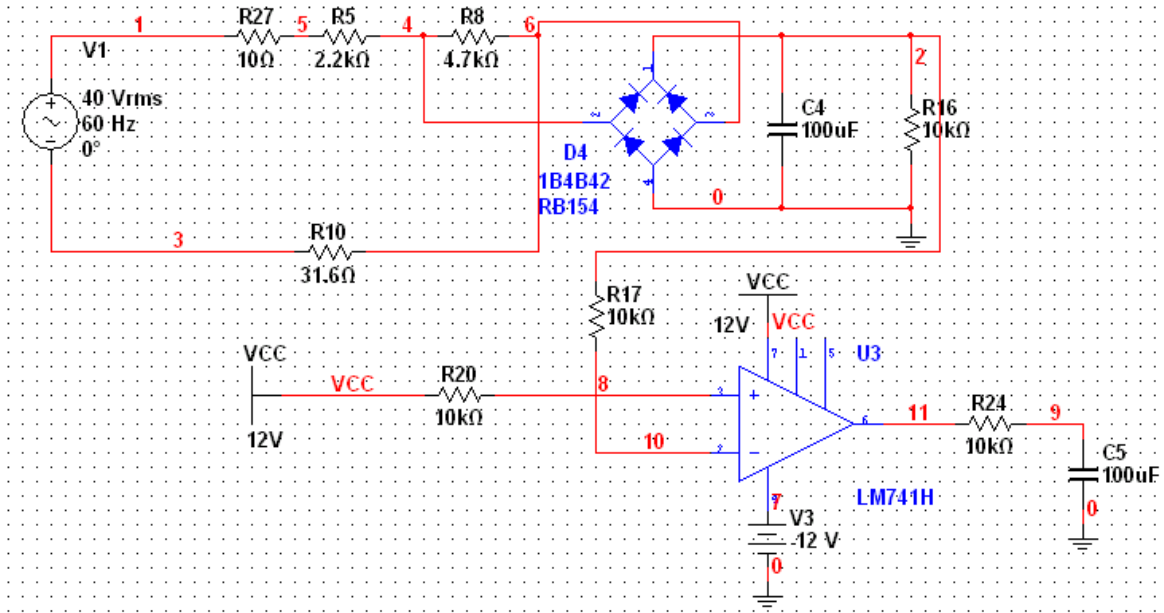 1
R27
10Ω
5
R5
2.2kΩ
4
R8
4.7kΩ
6
V1
40 Vrms
60 Hz
0°
3
R10
31.6Ω
1
2
3
4
D4
1B4B42
RB154
C4
100uF
2
R16
10kΩ
0
R17
10kΩ
VCC
12V
VCC
7
1
5
U3
VCC
12V
VCC
R20
10kΩ
8
3
10
2
6
11
R24
10kΩ
9
C5
100uF
0
LM741H
7
V3
-12 V
0